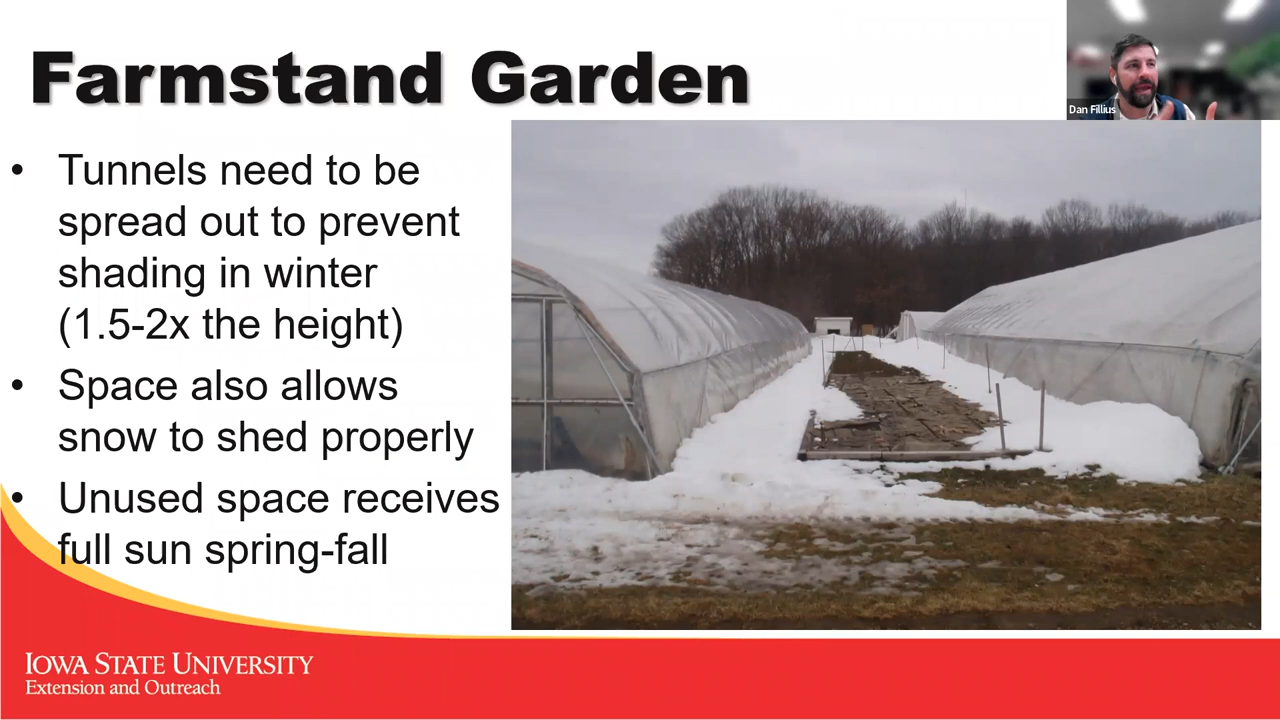 Farmstand Garden
Dan Fillius
• Tunnels need to be
spread out to prevent
shading in winter
(1.5-2x the height)
• Space also allows
snow to shed properly
• Unused space receives
full sun spring-fall
IOWA STATE UNIVERSITY
Extension and Outreach